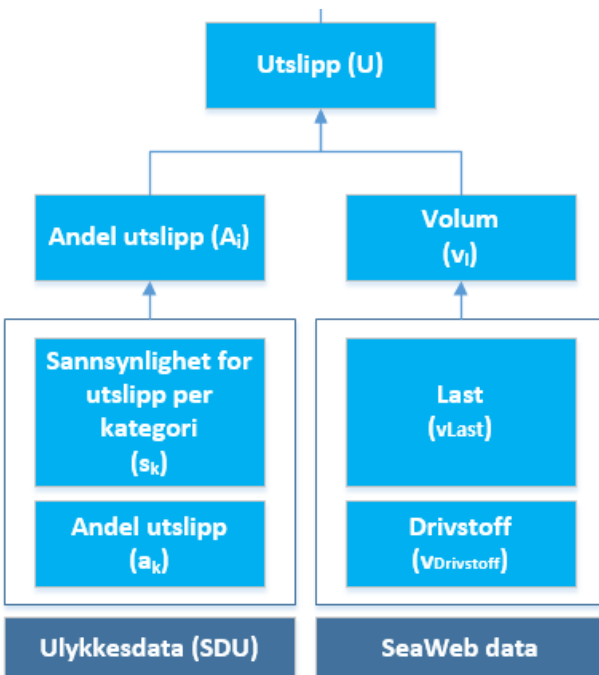 Utslipp (U)
Andel utslipp (Aᵢ)
Volum
(vₗ)
Sannsynlighet for
utslipp per
kategori
(sₖ)
Andel utslipp
(aₖ)
Last
(vLast)
Drivstoff
(vDrivstoff)
Ulykkesdata (SDU)
SeaWeb data